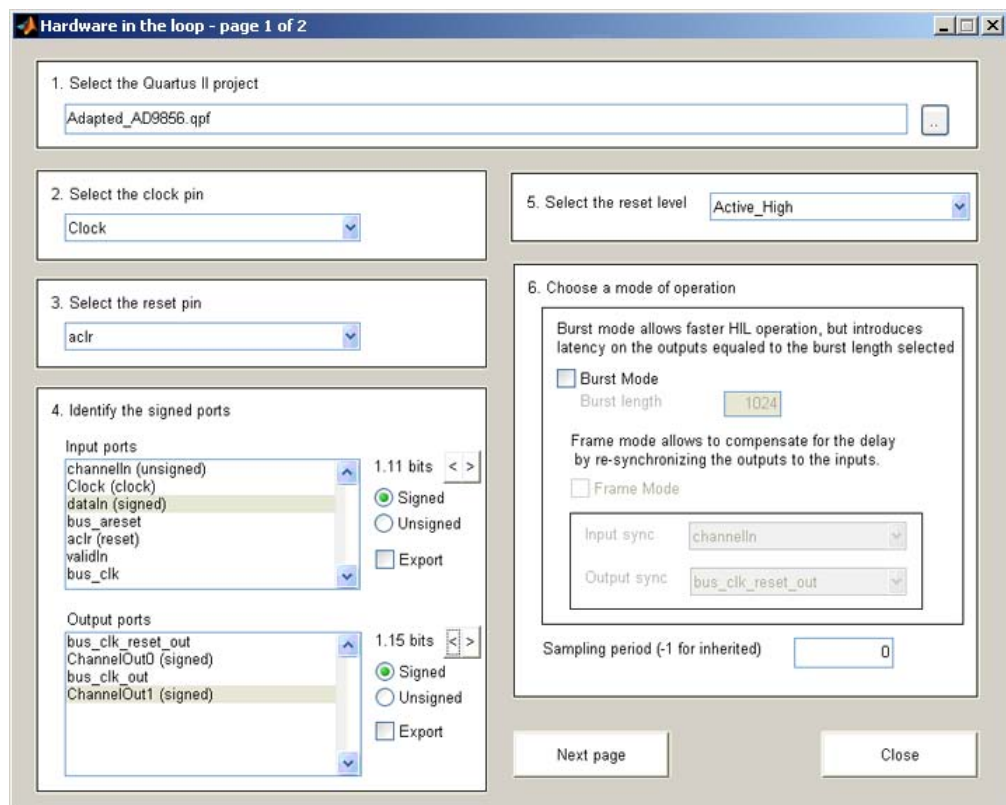 Hardware in the loop - page 1 of 2
1. Select the Quartus II project
Adapted_AD9856.qpf
..
2. Select the clock pin
Clock
3. Select the reset pin
aclr
4. Identify the signed ports
Input ports
channelIn (unsigned)
Clock (clock)
dataIn (signed)
bus_areset
aclr (reset)
validIn
bus_clk
1.11 bits < >
Signed
Unsigned
Export
Output ports
bus_clk_reset_out
ChannelOut0 (signed)
bus_clk_out
ChannelOut1 (signed)
1.15 bits < >
Signed
Unsigned
Export
5. Select the reset level
Active_High
6. Choose a mode of operation
Burst mode allows faster HIL operation, but introduces
latency on the outputs equaled to the burst length selected
Burst Mode
Burst length 1024
Frame mode allows to compensate for the delay
by re-synchronizing the outputs to the inputs.
Frame Mode
Input sync channelIn
Output sync bus_clk_reset_out
Sampling period (-1 for inherited) 0
Next page
Close